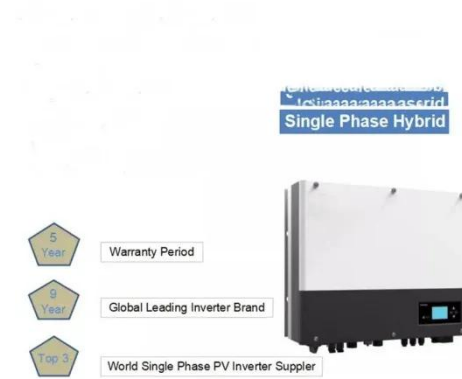 Single Phase Hybrid
5
Year
Warranty Period
9
Year
Global Leading Inverter Brand
Top 3
World Single Phase PV Inverter Suppler